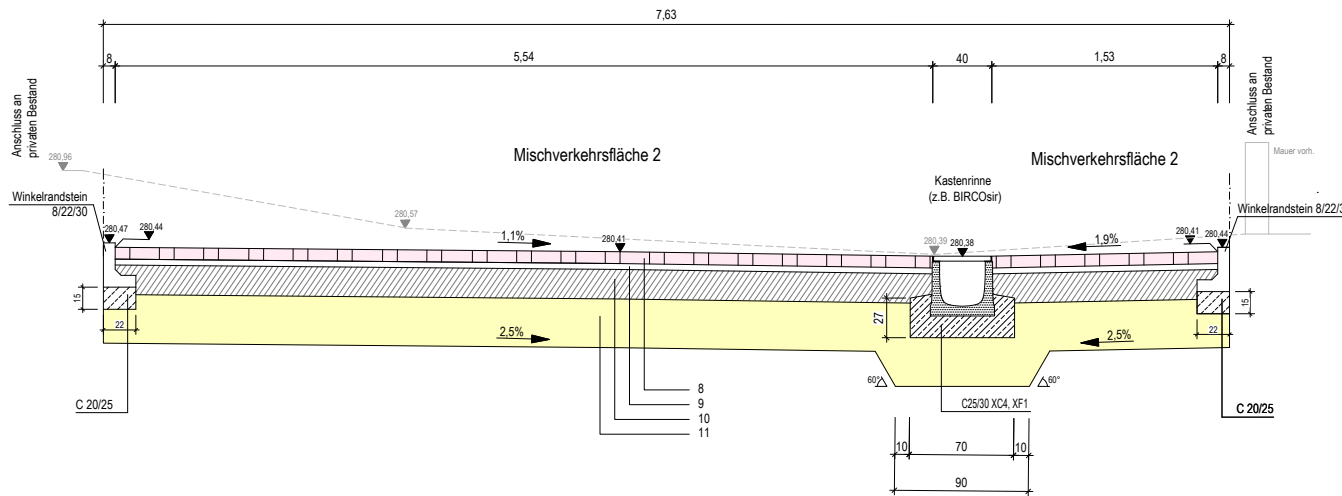 7,63
8
5,54
40
1,53
8
Anschluss an
privaten Bestand
Anschluss an
privaten Bestand
Mischverkehrsfläche 2
Mischverkehrsfläche 2
Mauer vorh.
280,96
Kastenrinne
(z.B. BIRCOsir)
Winkelrandstein
8/22/30
Winkelrandstein 8/22/3
280,57
280,47
280,44
1,1%
280,41
280,39
280,38
1,9%
280,41
280,44
15
22
2,5%
27
2,5%
15
22
60°
60°
8
9
10
11
C 20/25
C25/30 XC4, XF1
C 20/25
10
70
10
90